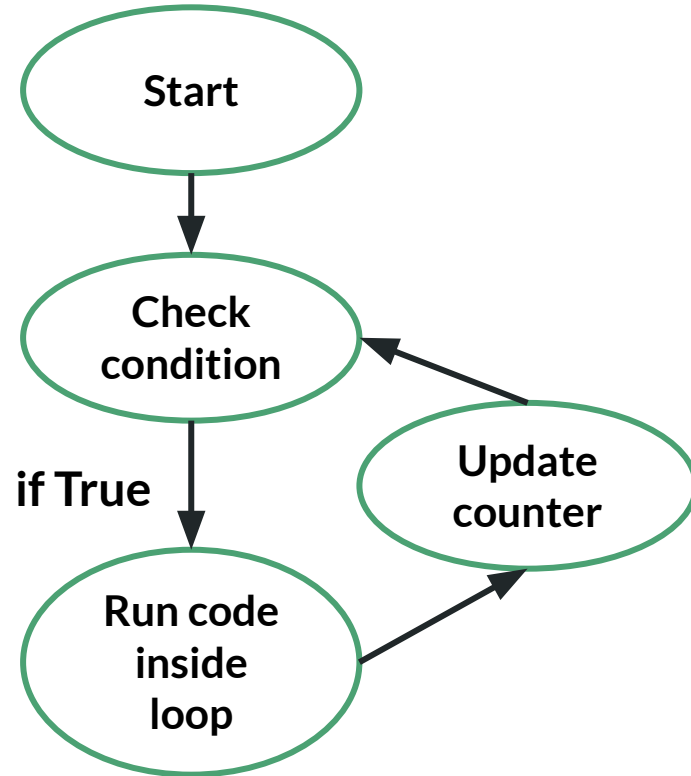 Start
Check
condition
if True
Update
counter
Run code
inside
loop